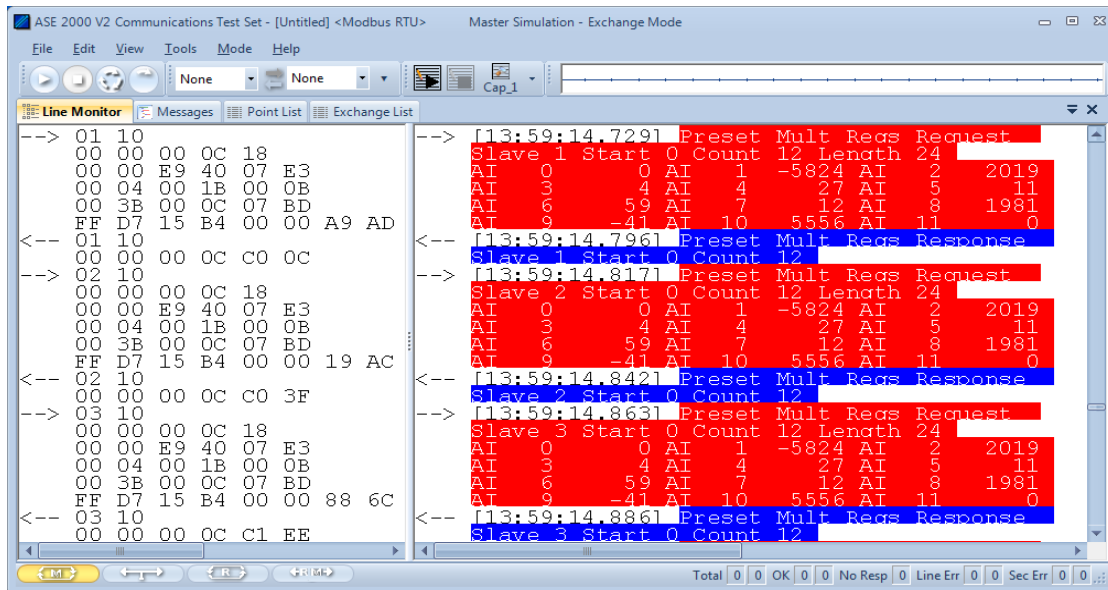 ASE 2000 V2 Communications Test Set - [Untitled] <Modbus RTU> Master Simulation - Exchange Mode
File Edit View Tools Mode Help
None None Cap_1
Line Monitor Messages Point List Exchange List
--> 01 10
00 00 00 0C 18
00 00 E9 40 07 E3
00 04 00 1B 00 0B
00 3B 00 0C 07 BD
FF D7 15 B4 00 00 A9 AD
<-- 01 10
00 00 00 0C C0 0C
--> 02 10
00 00 00 0C 18
00 00 E9 40 07 E3
00 04 00 1B 00 0B
00 3B 00 0C 07 BD
FF D7 15 B4 00 00 19 AC
<-- 02 10
00 00 00 0C C0 3F
--> 03 10
00 00 00 0C 18
00 00 E9 40 07 E3
00 04 00 1B 00 0B
00 3B 00 0C 07 BD
FF D7 15 B4 00 00 88 6C
<-- 03 10
00 00 00 0C C1 EE
--> [13:59:14.729] Preset Mult Regs Request
Slave 1 Start 0 Count 12 Length 24
AI 0 0 AI 1 -5824 AI 2 2019
AI 3 4 AI 4 27 AI 5 11
AI 6 59 AI 7 12 AI 8 1981
AI 9 -41 AI 10 5556 AI 11 0
<-- [13:59:14.796] Preset Mult Regs Response
Slave 1 Start 0 Count 12
--> [13:59:14.817] Preset Mult Regs Request
Slave 2 Start 0 Count 12 Length 24
AI 0 0 AI 1 -5824 AI 2 2019
AI 3 4 AI 4 27 AI 5 11
AI 6 59 AI 7 12 AI 8 1981
AI 9 -41 AI 10 5556 AI 11 0
<-- [13:59:14.842] Preset Mult Regs Response
Slave 2 Start 0 Count 12
--> [13:59:14.863] Preset Mult Regs Request
Slave 3 Start 0 Count 12 Length 24
AI 0 0 AI 1 -5824 AI 2 2019
AI 3 4 AI 4 27 AI 5 11
AI 6 59 AI 7 12 AI 8 1981
AI 9 -41 AI 10 5556 AI 11 0
<-- [13:59:14.886] Preset Mult Regs Response
Slave 3 Start 0 Count 12
M R Total 0 0 OK 0 0 No Resp 0 Line Err 0 0 Sec Err 0 0